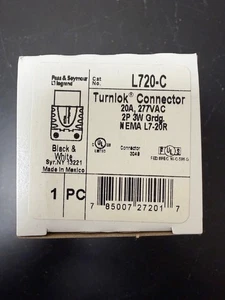 Pass & Seymour
Cat.
No.
L720-C
Turnlok® Connector
20A, 277VAC
2P 3W Grdg.
NEMA L7-20R
Black &
White
Syr. NY 13221
Made in Mexico
Connector
1 PC
7 85007 27201 7